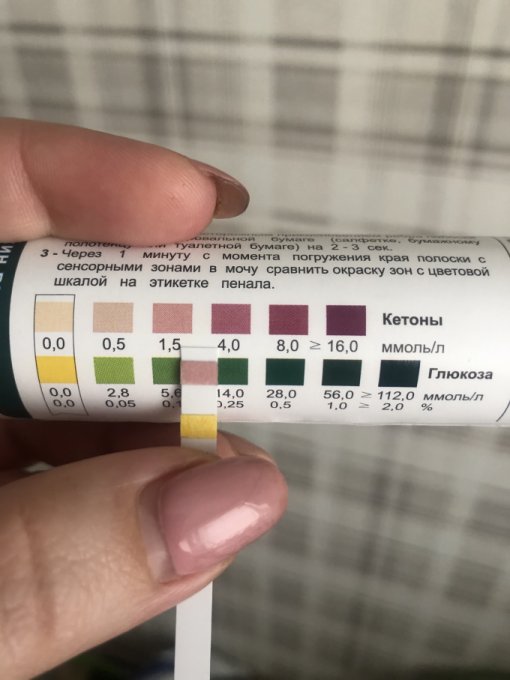 бумаге (салфетке, бумажному
туалетной бумаге) на 2 - 3 сек.
3 - Через 1 минуту с момента погружения края полоски с
сенсорными зонами в мочу сравнить окраску зон с цветовой
шкалой на этикетке пенала.
Кетоны
0,0 0,5 1,5 4,0 8,0 ≥ 16,0 ммоль/л
Глюкоза
0,0 2,8 5,6 14,0 28,0 56,0 ≥ 112,0 ммоль/л
0,0 0,05 0,25 0,5 1,0 ≥ 2,0 %